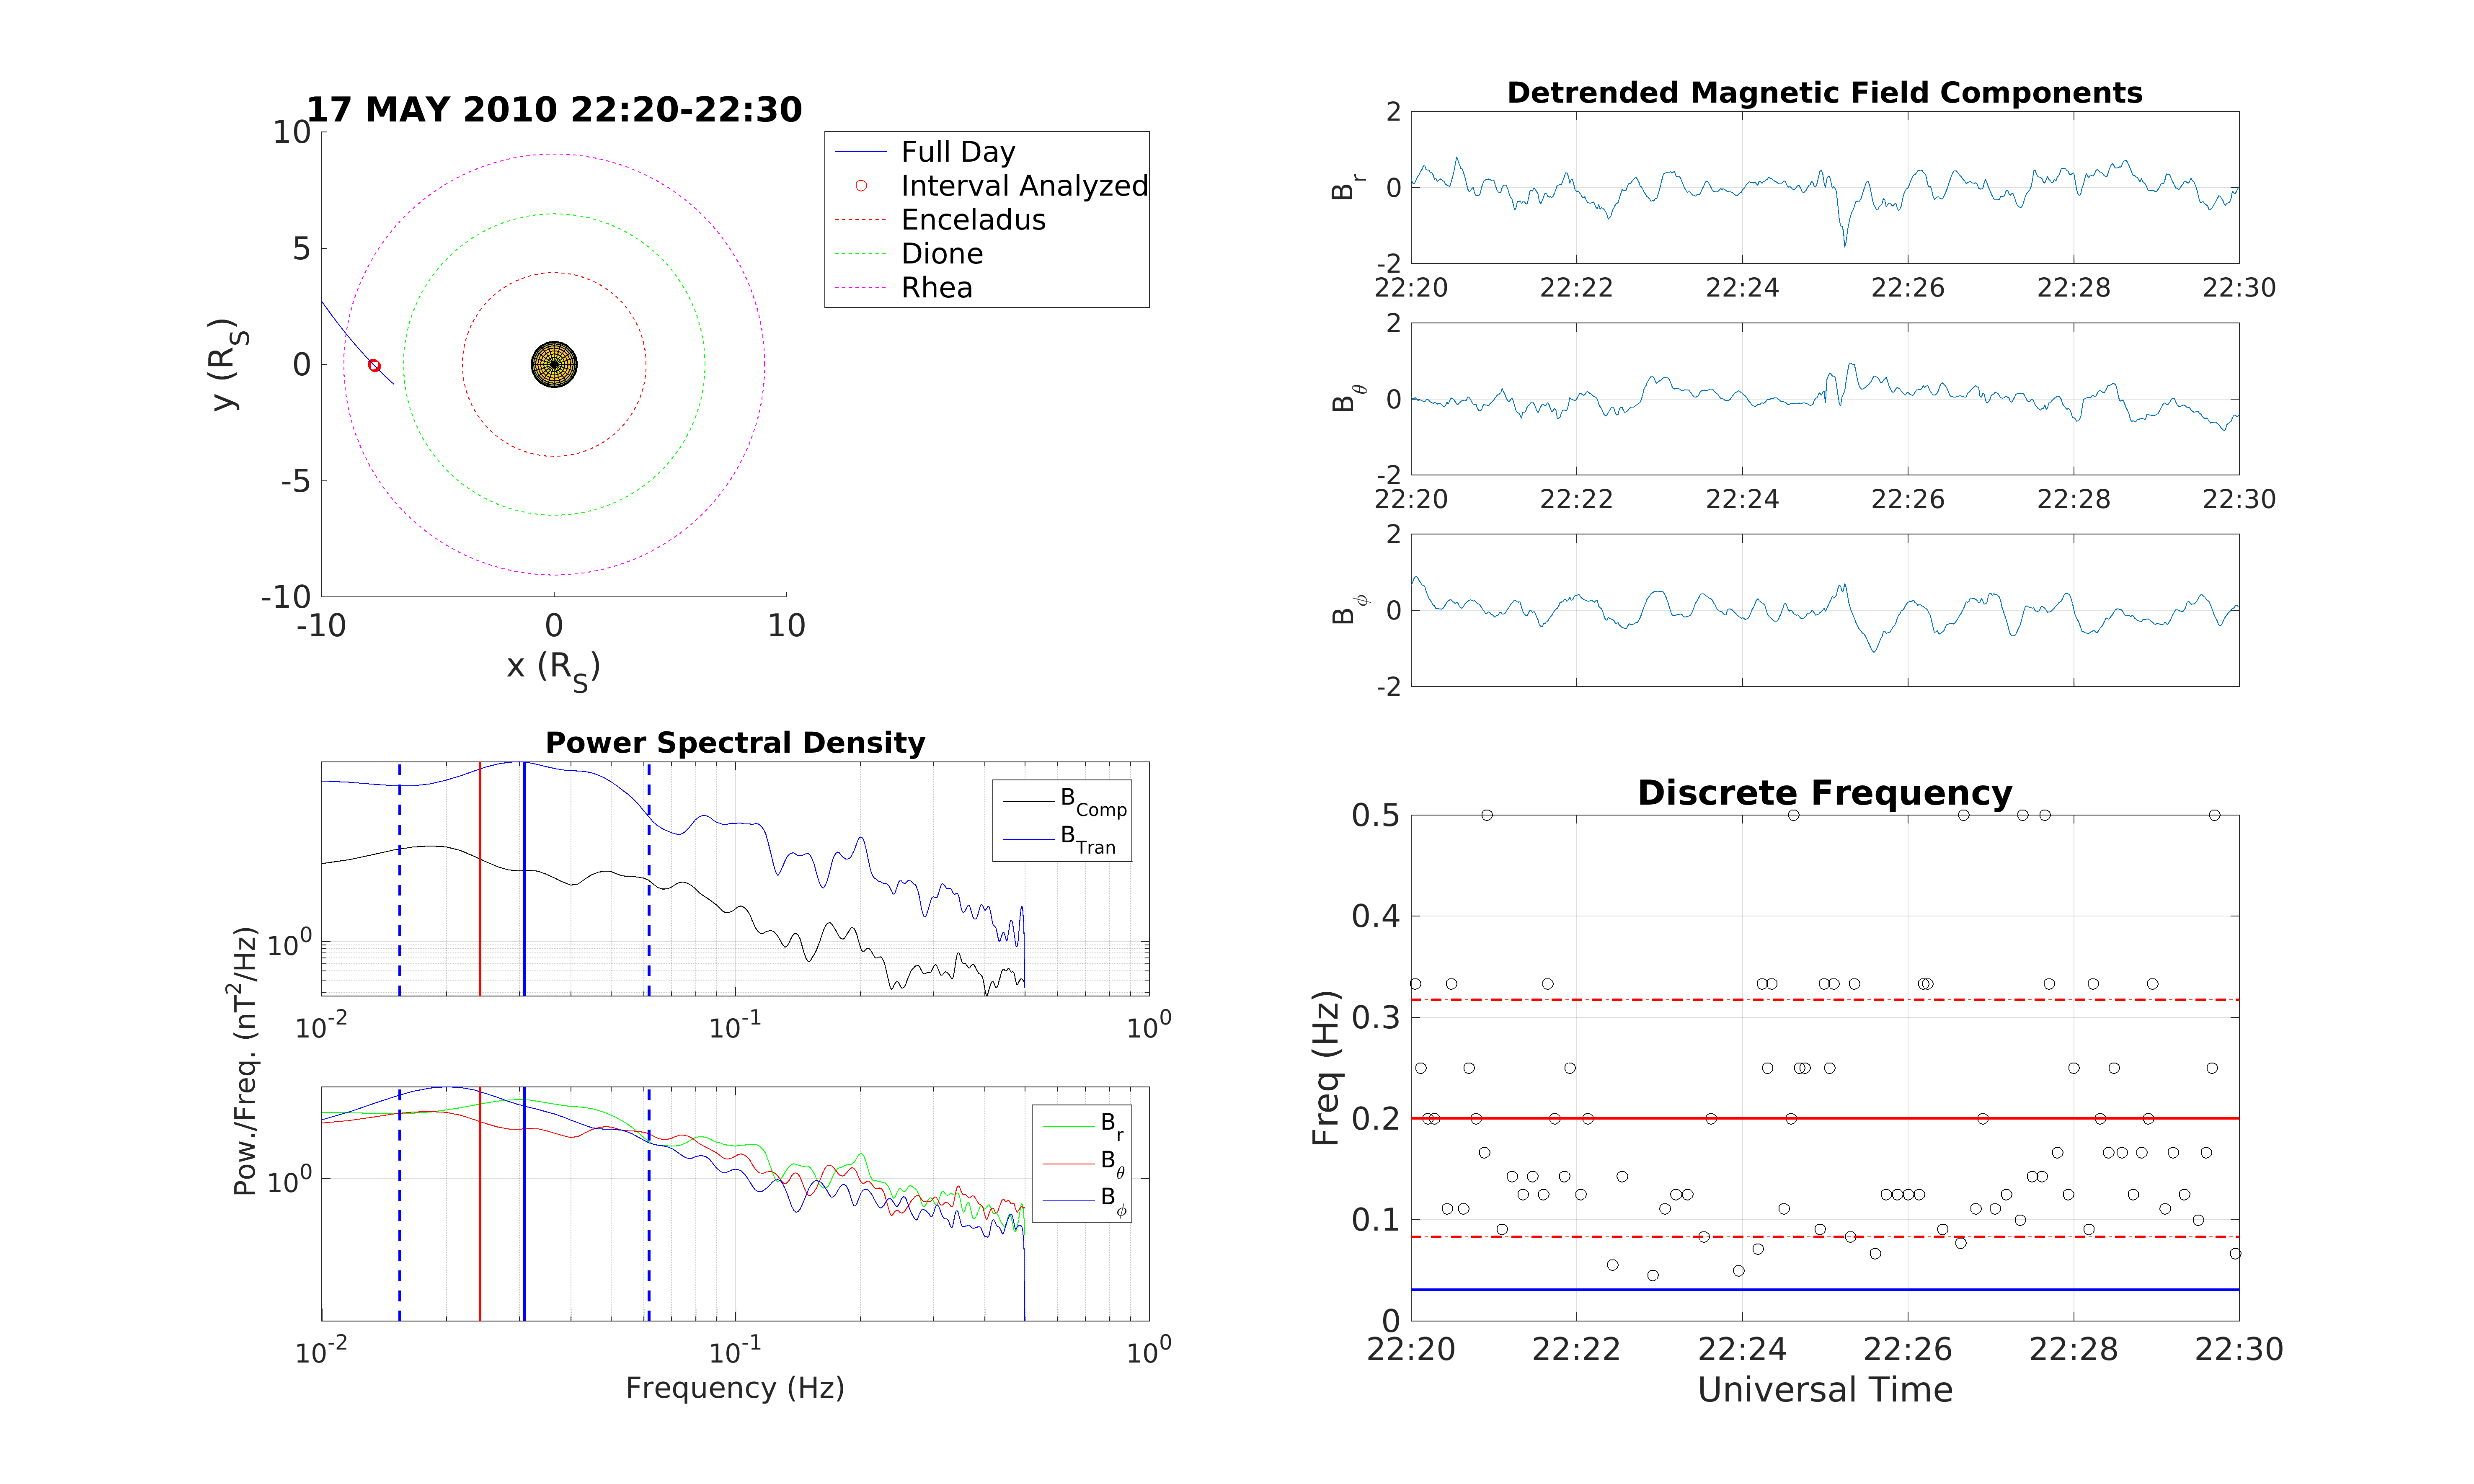 17 MAY 2010 22:20-22:30
10
5
0
-5
-10
-10 0 10
x (R_S)
y (R_S)
Full Day
Interval Analyzed
Enceladus
Dione
Rhea
Detrended Magnetic Field Components
2
0
-2
B_r
22:20 22:22 22:24 22:26 22:28 22:30
2
0
-2
B_θ
22:20 22:22 22:24 22:26 22:28 22:30
2
0
-2
B_ϕ
Power Spectral Density
B_Comp
B_Tran
10^0
10^-2 10^-1 10^0
Pow./Freq. (nT^2/Hz)
B_r
B_θ
B_ϕ
10^0
10^-2 10^-1 10^0
Frequency (Hz)
Discrete Frequency
0.5
0.4
0.3
0.2
0.1
0
Freq (Hz)
22:20 22:22 22:24 22:26 22:28 22:30
Universal Time